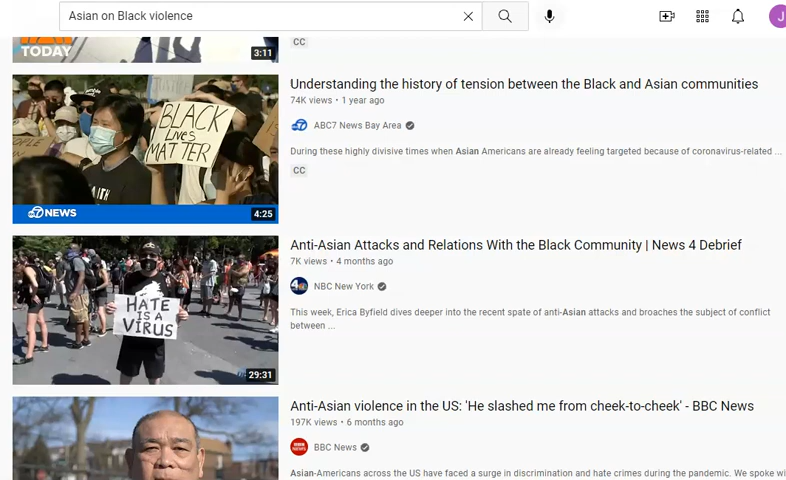 Asian on Black violence
J
TODAY
3:11
CC
BLACK
LIVES
MATTER
NEWS
4:25
Understanding the history of tension between the Black and Asian communities
74K views • 1 year ago
ABC7 News Bay Area
During these highly divisive times when Asian Americans are already feeling targeted because of coronavirus-related ...
CC
HATE
IS A
VIRUS
29:31
Anti-Asian Attacks and Relations With the Black Community | News 4 Debrief
7K views • 4 months ago
NBC New York
This week, Erica Byfield dives deeper into the recent spate of anti-Asian attacks and broaches the subject of conflict
between ...
Anti-Asian violence in the US: 'He slashed me from cheek-to-cheek' - BBC News
197K views • 6 months ago
BBC News
Asian-Americans across the US have faced a surge in discrimination and hate crimes during the pandemic. We spoke